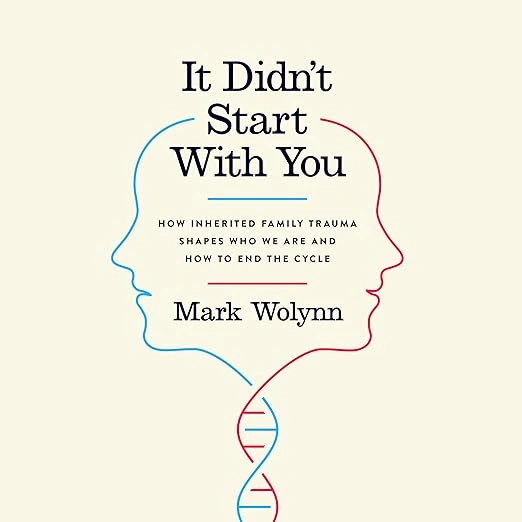 It Didn't
Start
With You
HOW INHERITED FAMILY TRAUMA
SHAPES WHO WE ARE AND
HOW TO END THE CYCLE
Mark Wolynn